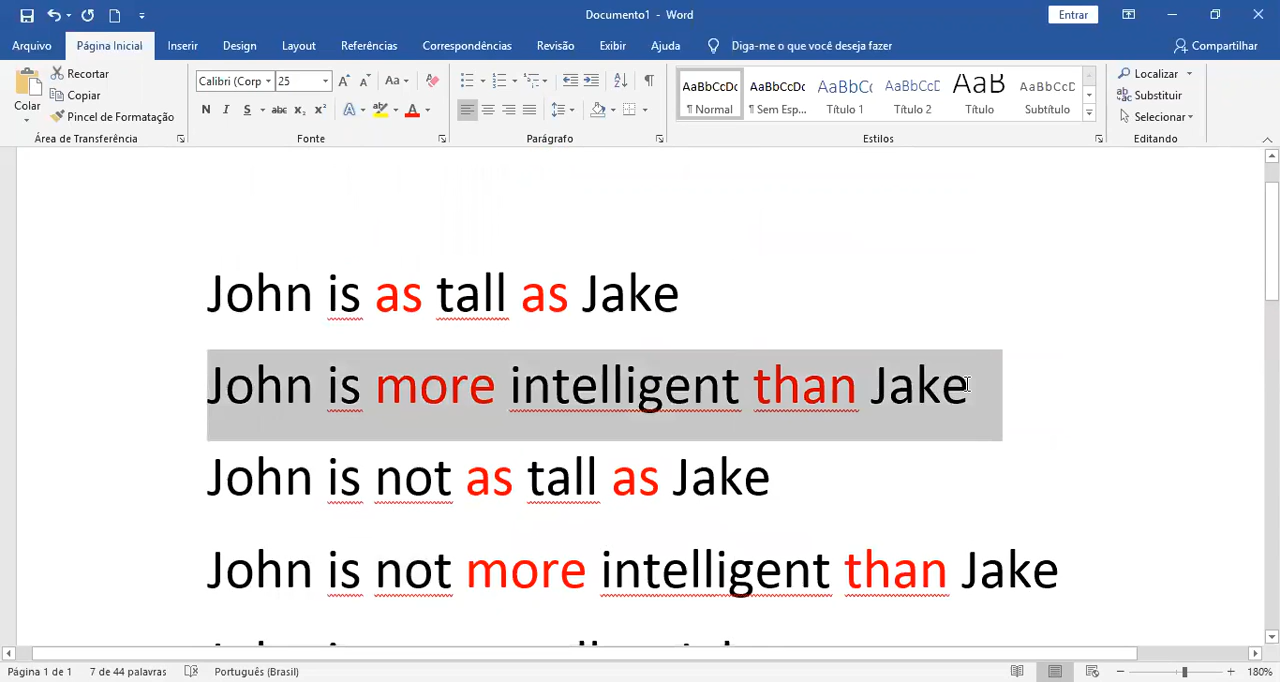 Documento1 - Word
Entrar
Arquivo Página Inicial Inserir Design Layout Referências Correspondências Revisão Exibir Ajuda Diga-me o que você deseja fazer Compartilhar
Colar
Recortar
Copiar
Pincel de Formatação
Área de Transferência
Calibri (Corp 25
Aa
N I S abc x₂ x²
Fonte
Parágrafo
AaBbCcDc AaBbCcDc AaBbCc AaBbCcD AaB AaBbCcD
¶ Normal ¶ Sem Esp... Título 1 Título 2 Título Subtítulo
Estilos
Localizar
Substituir
Selecionar
Editando
John is as tall as Jake
John is more intelligent than Jake
John is not as tall as Jake
John is not more intelligent than Jake
Página 1 de 1 7 de 44 palavras Português (Brasil) 180%